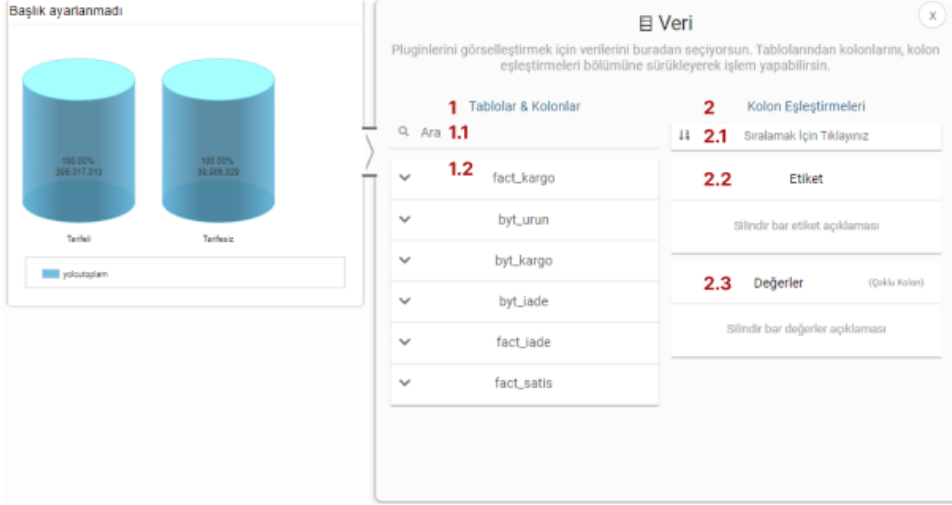 Başlık ayarlanmadı
100.00%
395.317.013
100.00%
39.906.329
Tarifeli
Tarifesiz
yolcutoplam
Veri
x
Pluginlerini görselleştirmek için verilerini buradan seçiyorsun. Tablolarından kolonlarını, kolon
eşleştirmeleri bölümüne sürükleyerek işlem yapabilirsin.
1 Tablolar & Kolonlar
Ara 1.1
1.2 fact_kargo
byt_urun
byt_kargo
byt_iade
fact_iade
fact_satis
2 Kolon Eşleştirmeleri
2.1 Sıralamak İçin Tıklayınız
2.2 Etiket
Silindir bar etiket açıklaması
2.3 Değerler (Çoklu Kolon)
Silindir bar değerler açıklaması